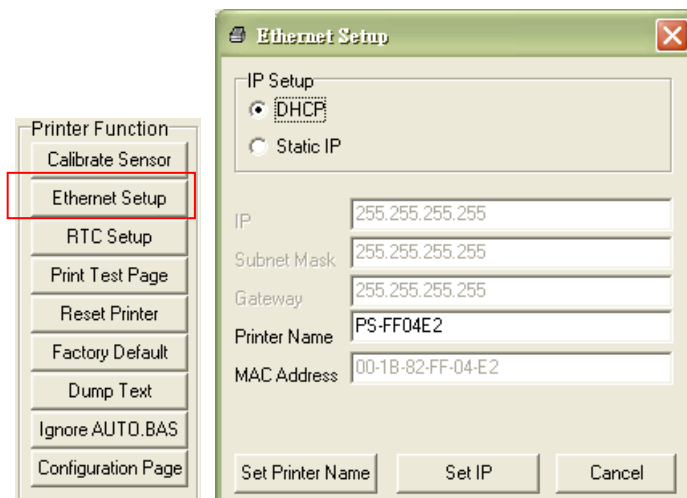 Printer Function
Calibrate Sensor
Ethernet Setup
RTC Setup
Print Test Page
Reset Printer
Factory Default
Dump Text
Ignore AUTO.BAS
Configuration Page
Ethernet Setup
IP Setup
DHCP
Static IP
IP 255.255.255.255
Subnet Mask 255.255.255.255
Gateway 255.255.255.255
Printer Name PS-FF04E2
MAC Address 00-1B-82-FF-04-E2
Set Printer Name Set IP Cancel